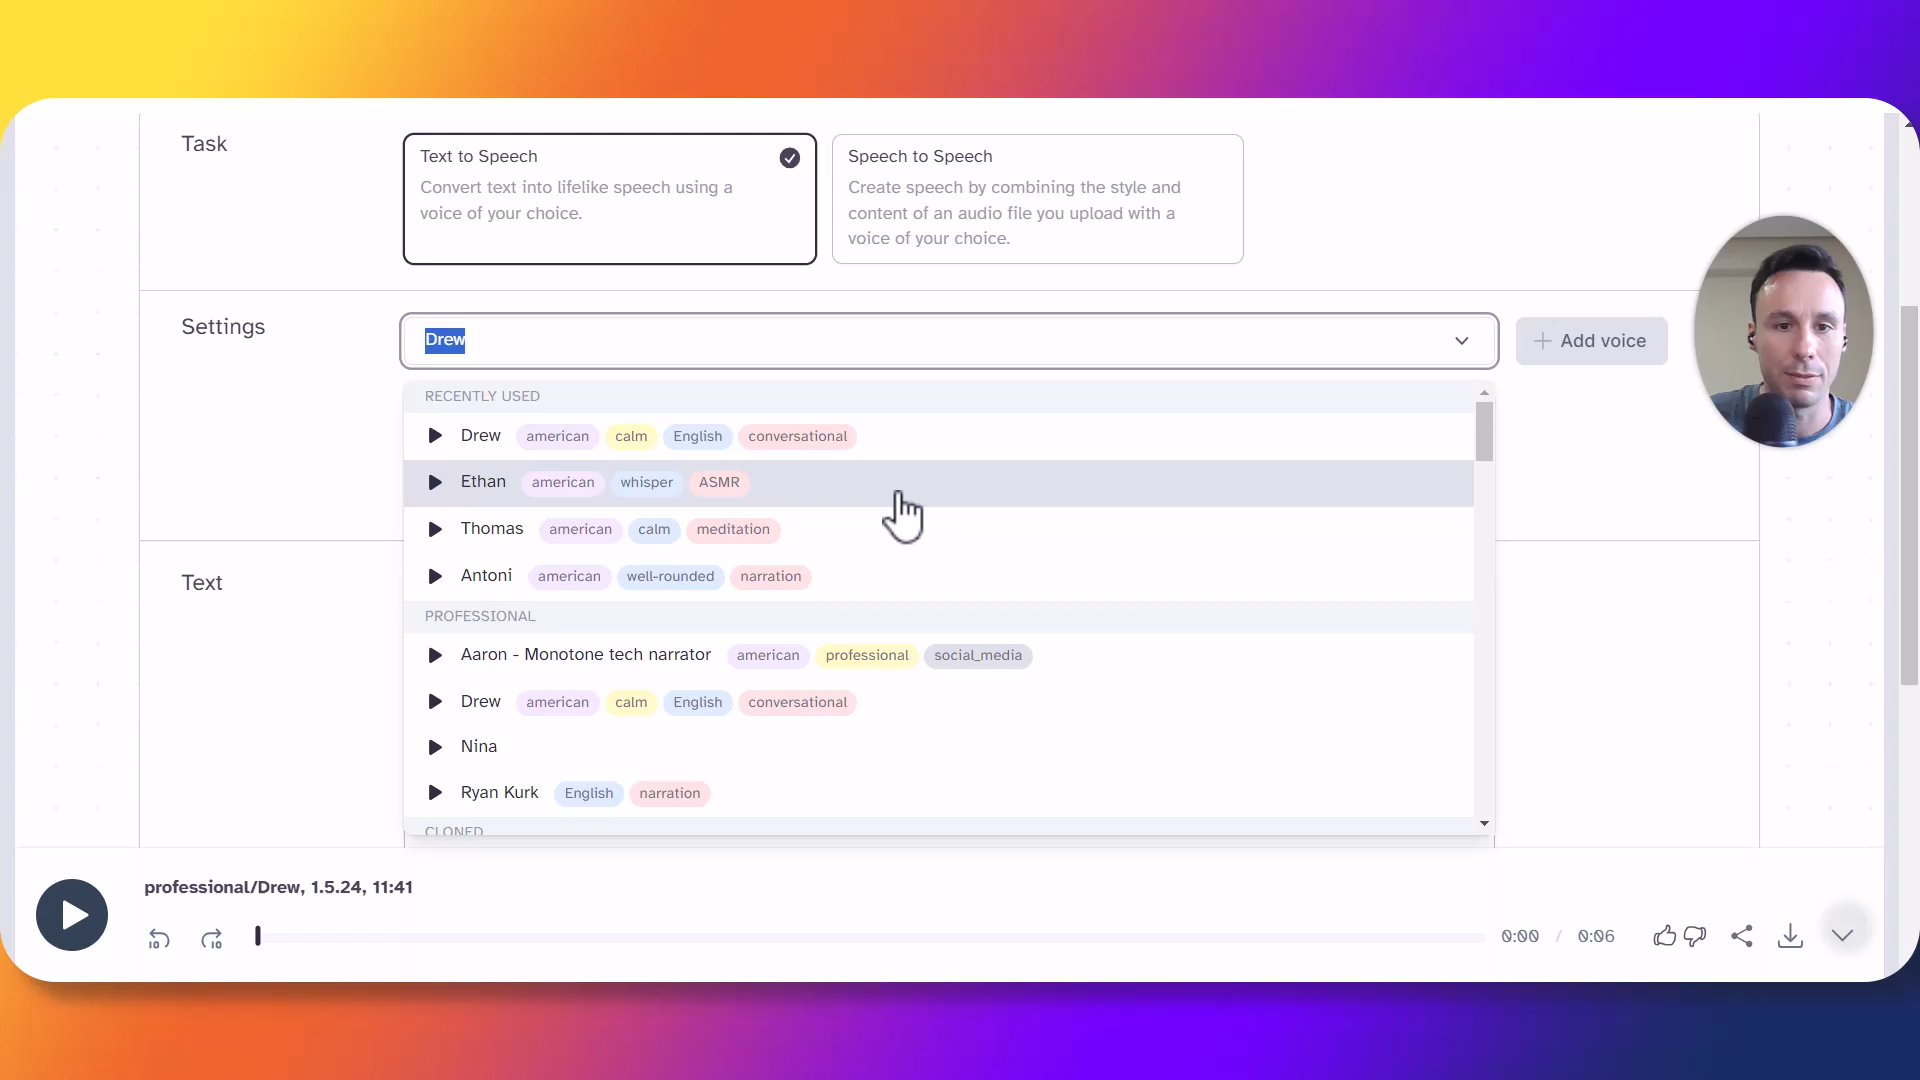 Task
Text to Speech
Convert text into lifelike speech using a
voice of your choice.
Speech to Speech
Create speech by combining the style and
content of an audio file you upload with a
voice of your choice.
Settings
Drew
Add voice
RECENTLY USED
Drew american calm English conversational
Ethan american whisper ASMR
Thomas american calm meditation
Antoni american well-rounded narration
Text
PROFESSIONAL
Aaron - Monotone tech narrator american professional social_media
Drew american calm English conversational
Nina
Ryan Kurk English narration
CLONED
professional/Drew, 1.5.24, 11:41
10 10 0:00 / 0:06